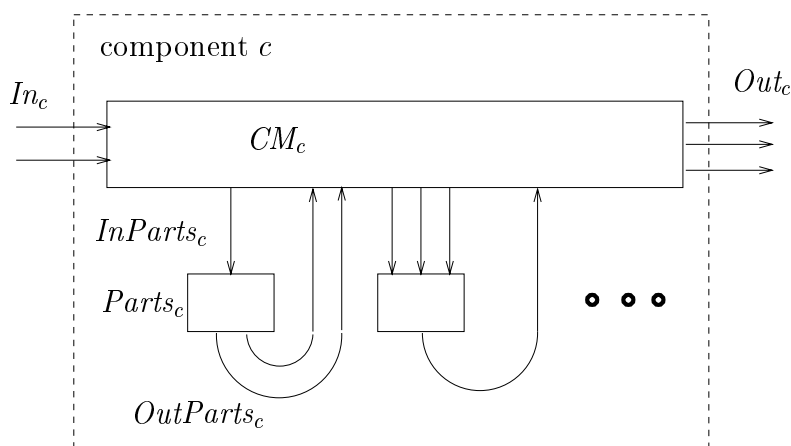 component c
In_c
Out_c
CM_c
InParts_c
Parts_c
OutParts_c